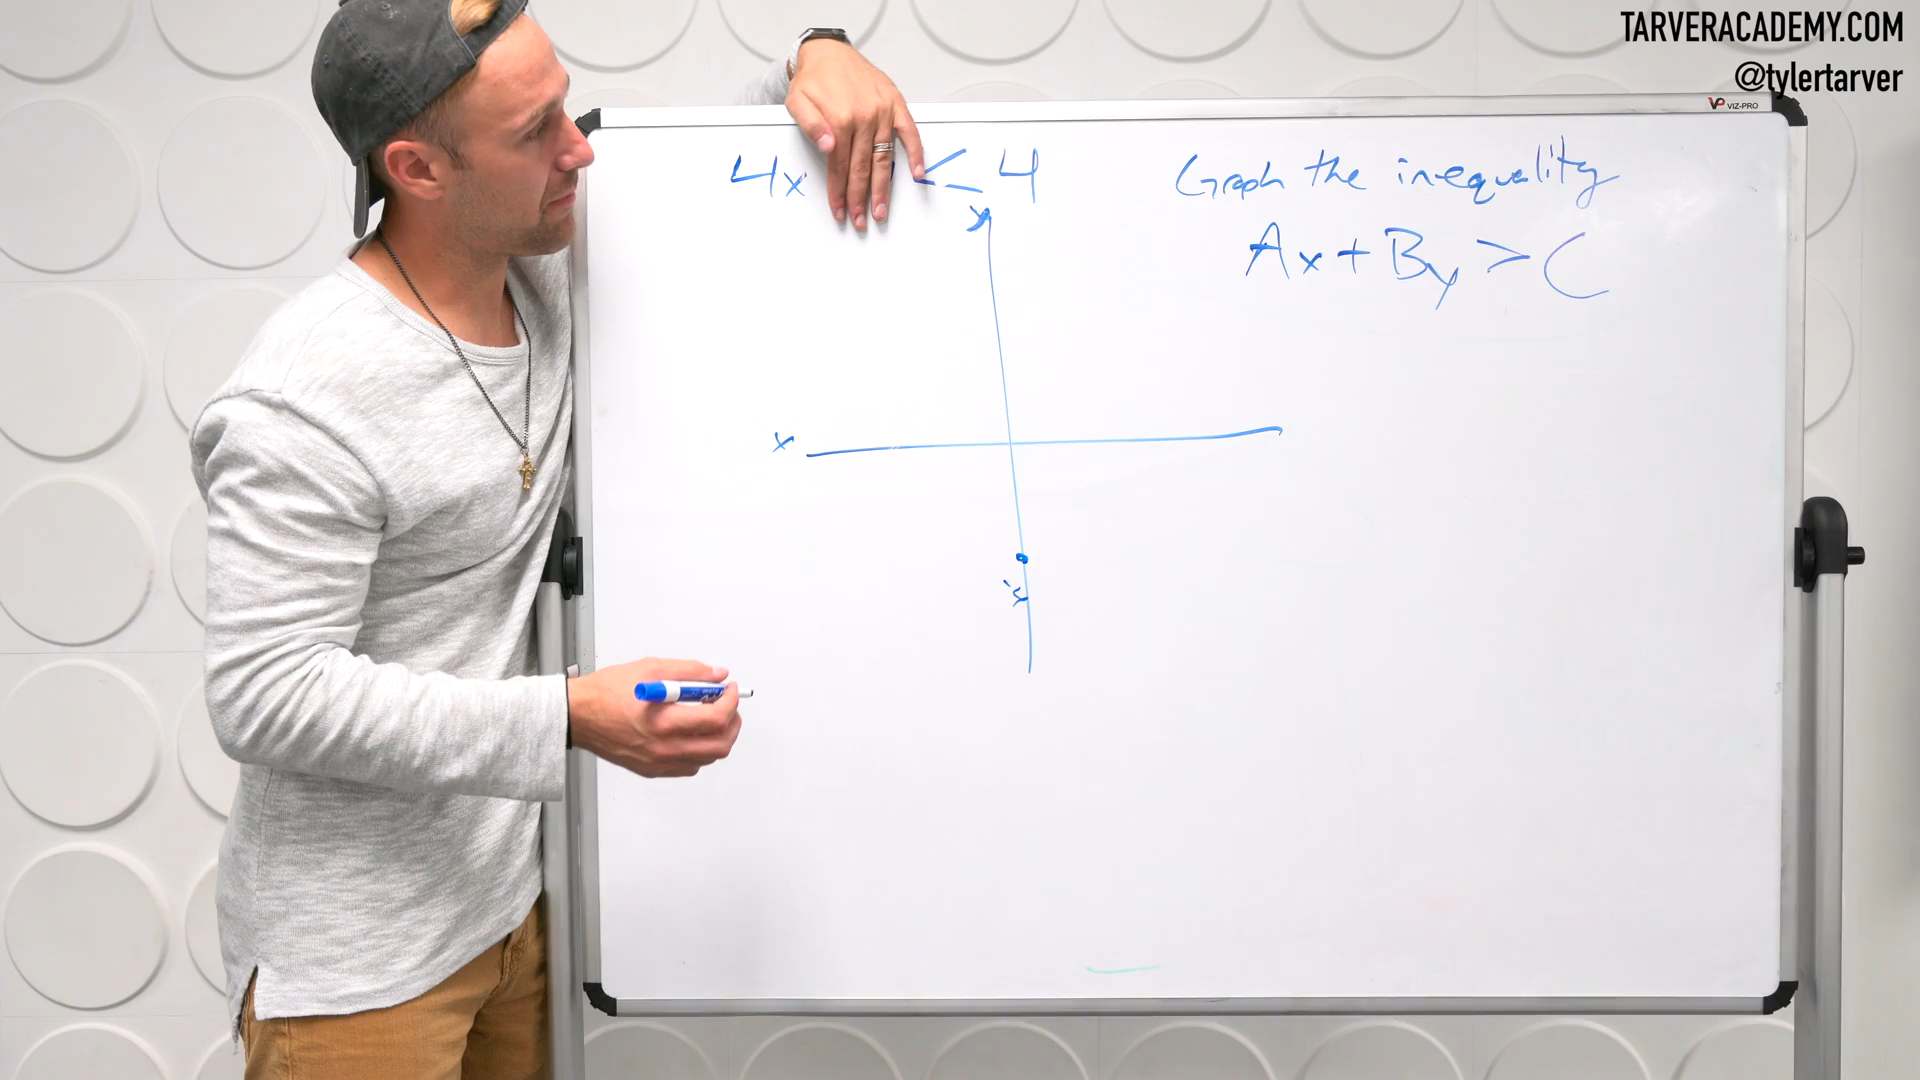 TARVERACADEMY.COM
@tylertarver
VIZ-PRO
4x < 4
Graph the inequality
Ax + By > C
y
x